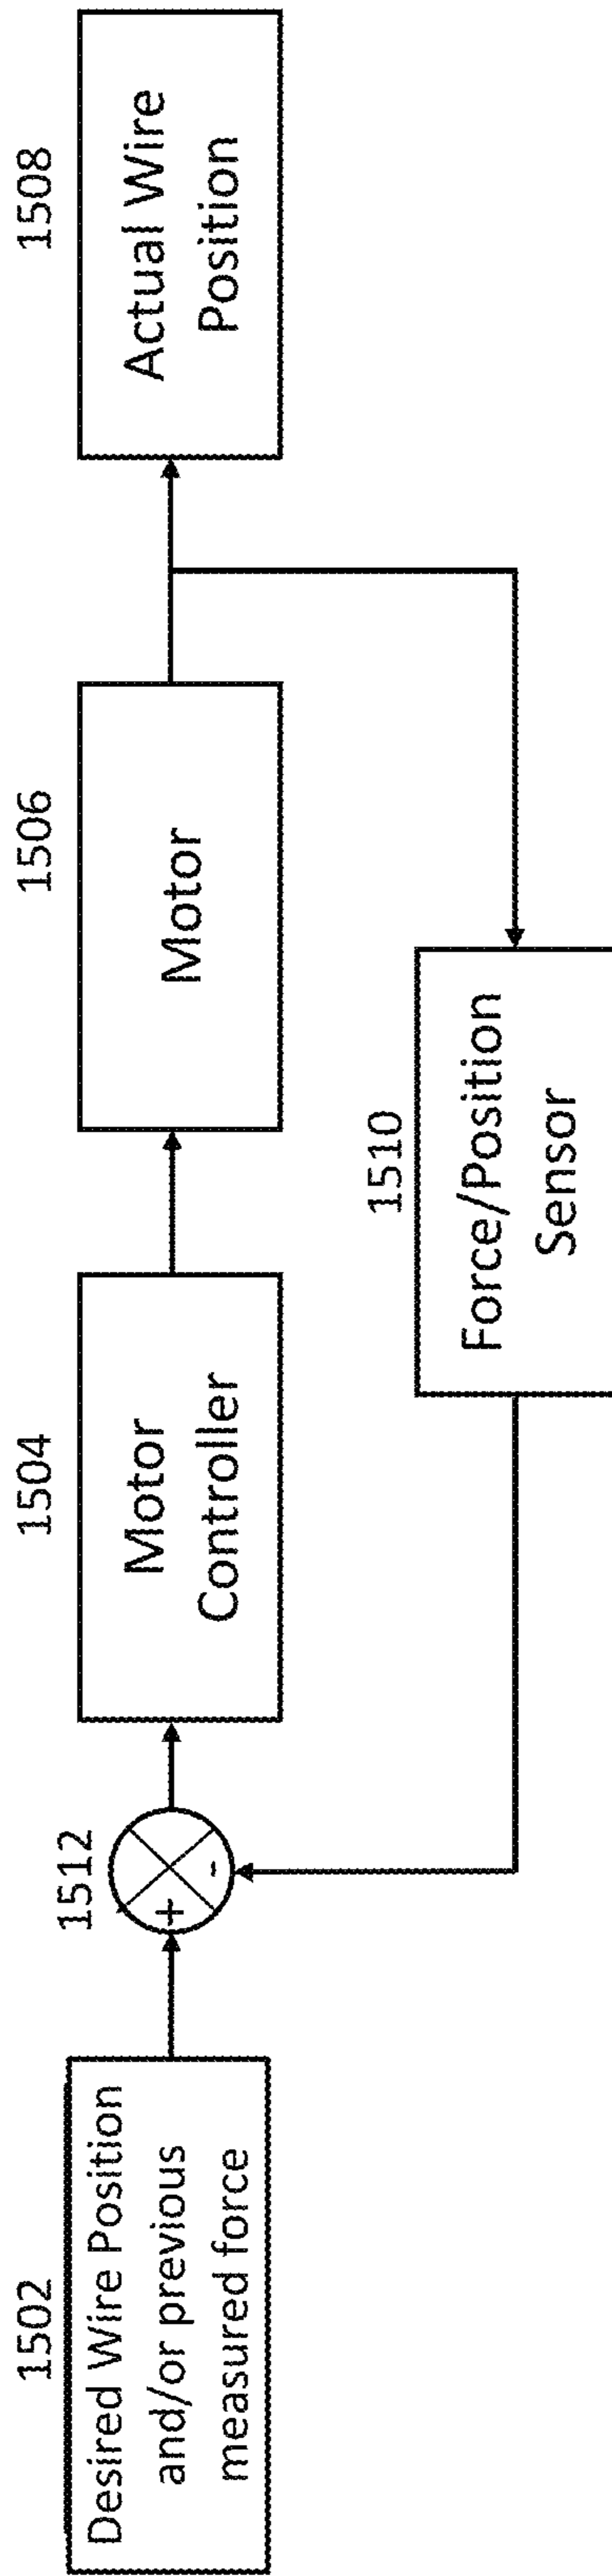 1502
Desired Wire Position
and/or previous
measured force
1512
+
-
1504
Motor
Controller
1506
Motor
1508
Actual Wire
Position
1510
Force/Position
Sensor